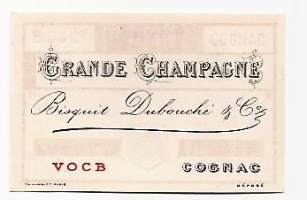 GRANDE CHAMPAGNE
Bisquit Dubouché & Co
VOCB COGNAC
DÉPOSÉ